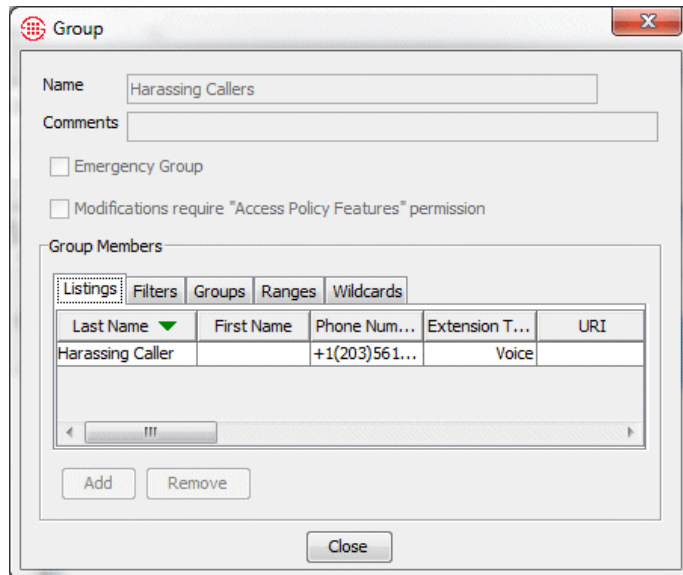 Group
Name Harassing Callers
Comments
Emergency Group
Modifications require "Access Policy Features" permission
Group Members
Listings Filters Groups Ranges Wildcards
Last Name First Name Phone Num... Extension T... URI
Harassing Caller +1(203)561... Voice
Add Remove
Close